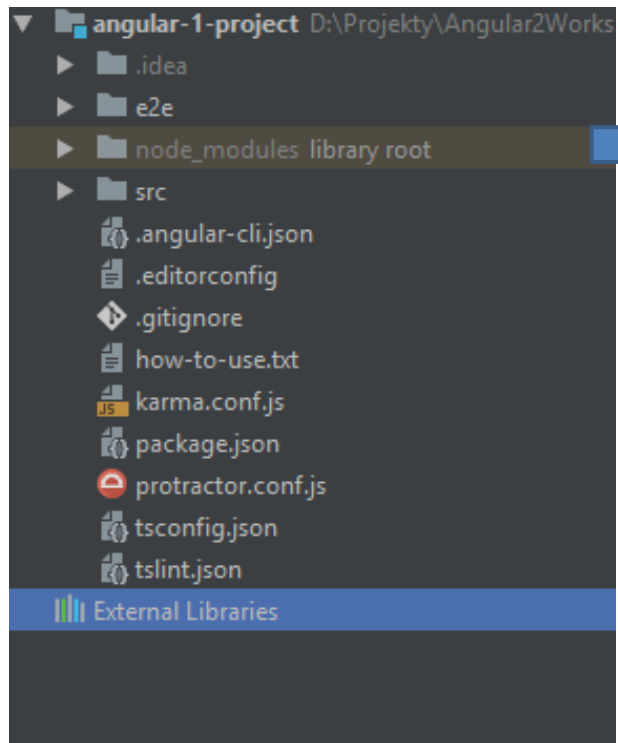 angular-1-project D:\Projekty\Angular2Works
.idea
e2e
node_modules library root
src
.angular-cli.json
.editorconfig
.gitignore
how-to-use.txt
JS karma.conf.js
package.json
protractor.conf.js
tsconfig.json
tslint.json
External Libraries